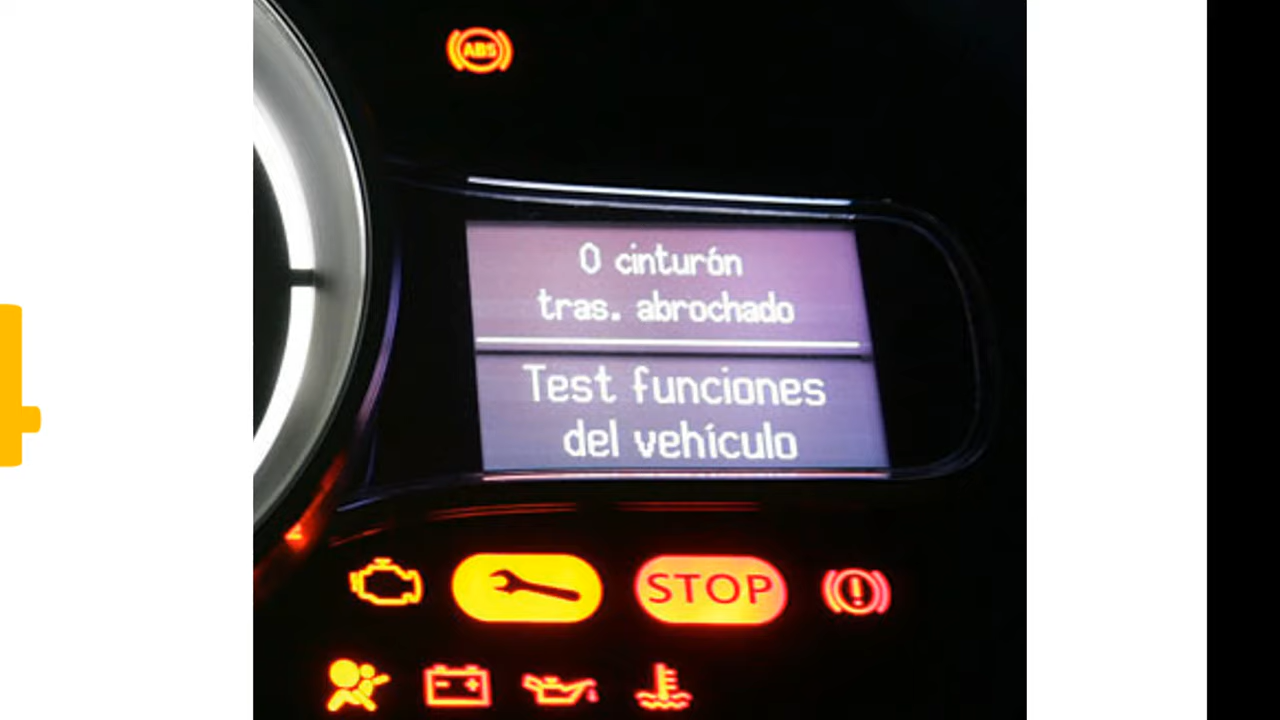 ABS
0 cinturón
tras. abrochado
Test funciones
del vehículo
STOP